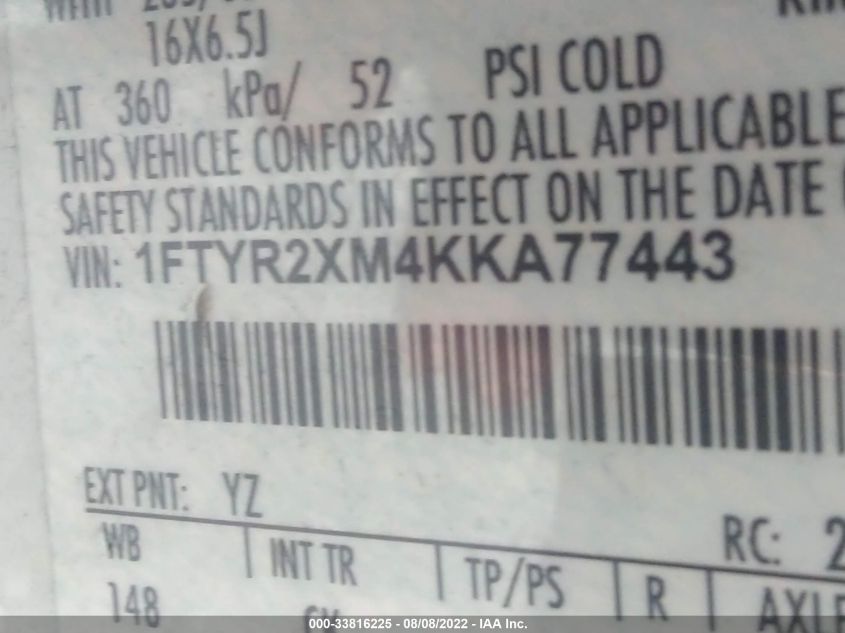 16X6.5J
AT 360 kPa/ 52 PSI COLD
THIS VEHICLE CONFORMS TO ALL APPLICABLE
SAFETY STANDARDS IN EFFECT ON THE DATE
VIN: 1FTYR2XM4KKA77443
EXT PNT: YZ
RC: 2
WB INT TR TP/PS R AXLE
148
000-33816225 - 08/08/2022 - IAA Inc.